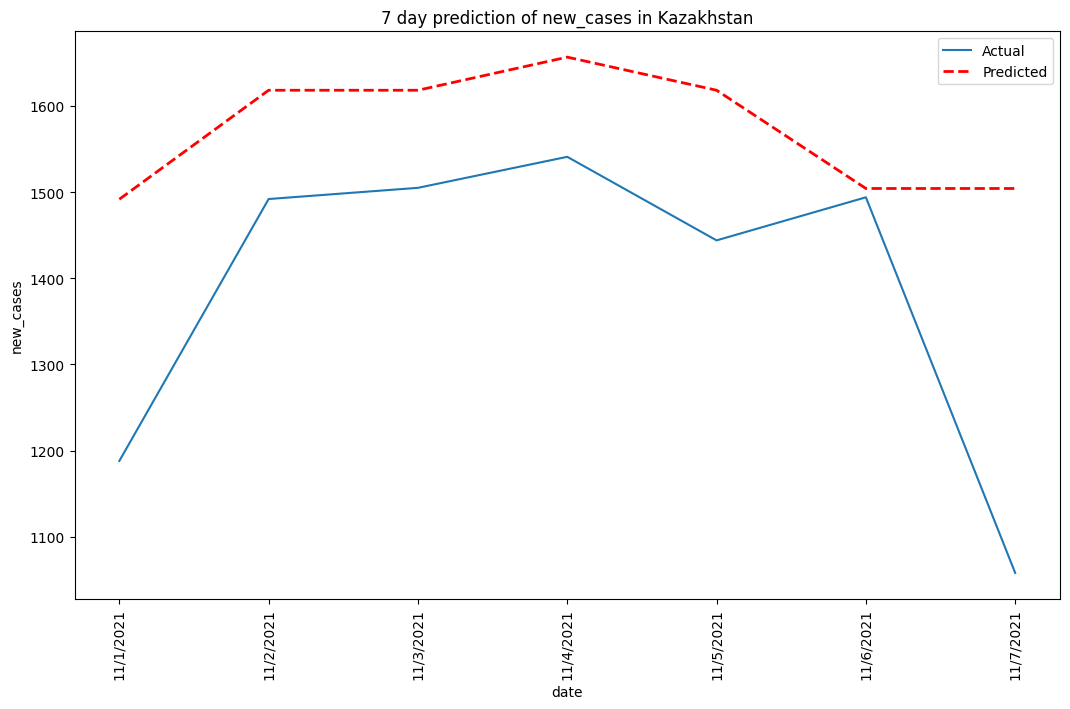 7 day prediction of new_cases in Kazakhstan
Actual
Predicted
new_cases
1600
1500
1400
1300
1200
1100
11/1/2021
11/2/2021
11/3/2021
11/4/2021
11/5/2021
11/6/2021
11/7/2021
date